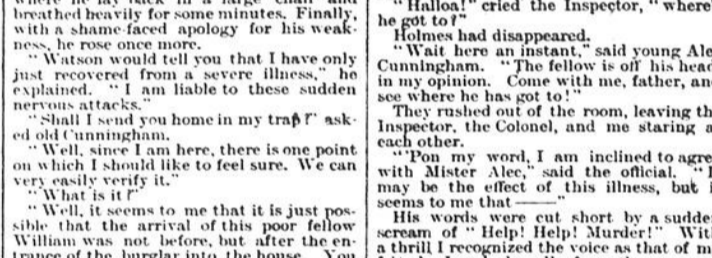 where he lay back in a large chair and
breathed heavily for some minutes. Finally,
with a shame-faced apology for his weak-
ness, he rose once more.
"Watson would tell you that I have only
just recovered from a severe illness," he
explained. "I am liable to these sudden
nervous attacks."
"Shall I send you home in my trap?" ask-
ed old Cunningham.
"Well, since I am here, there is one point
on which I should like to feel sure. We can
very easily verify it."
"What is it?"
"Well, it seems to me that it is just pos-
sible that the arrival of this poor fellow
William was not before, but after the en-
trance of the burglar into the house. You
"Halloa!" cried the Inspector, "where
he got to?"
Holmes had disappeared.
"Wait here an instant," said young Ale
Cunningham. "The fellow is off his head
in my opinion. Come with me, father, an
see where he has got to!"
They rushed out of the room, leaving th
Inspector, the Colonel, and me staring a
each other.
"'Pon my word, I am inclined to agre
with Mister Alec," said the official. "I
may be the effect of this illness, but i
seems to me that ——"
His words were cut short by a sudde
scream of "Help! Help! Murder!" With
a thrill I recognized the voice as that of m